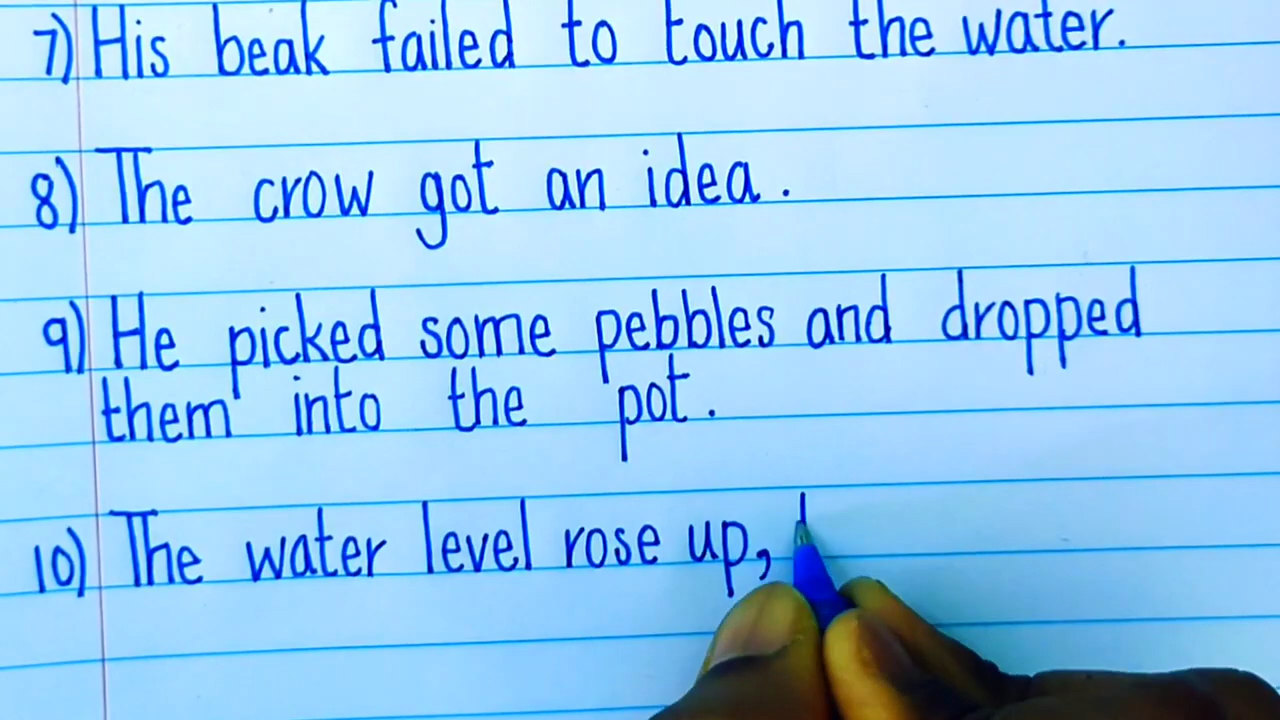 7) His beak failed to touch the water.
8) The crow got an idea.
9) He picked some pebbles and dropped
them into the pot.
10) The water level rose up,